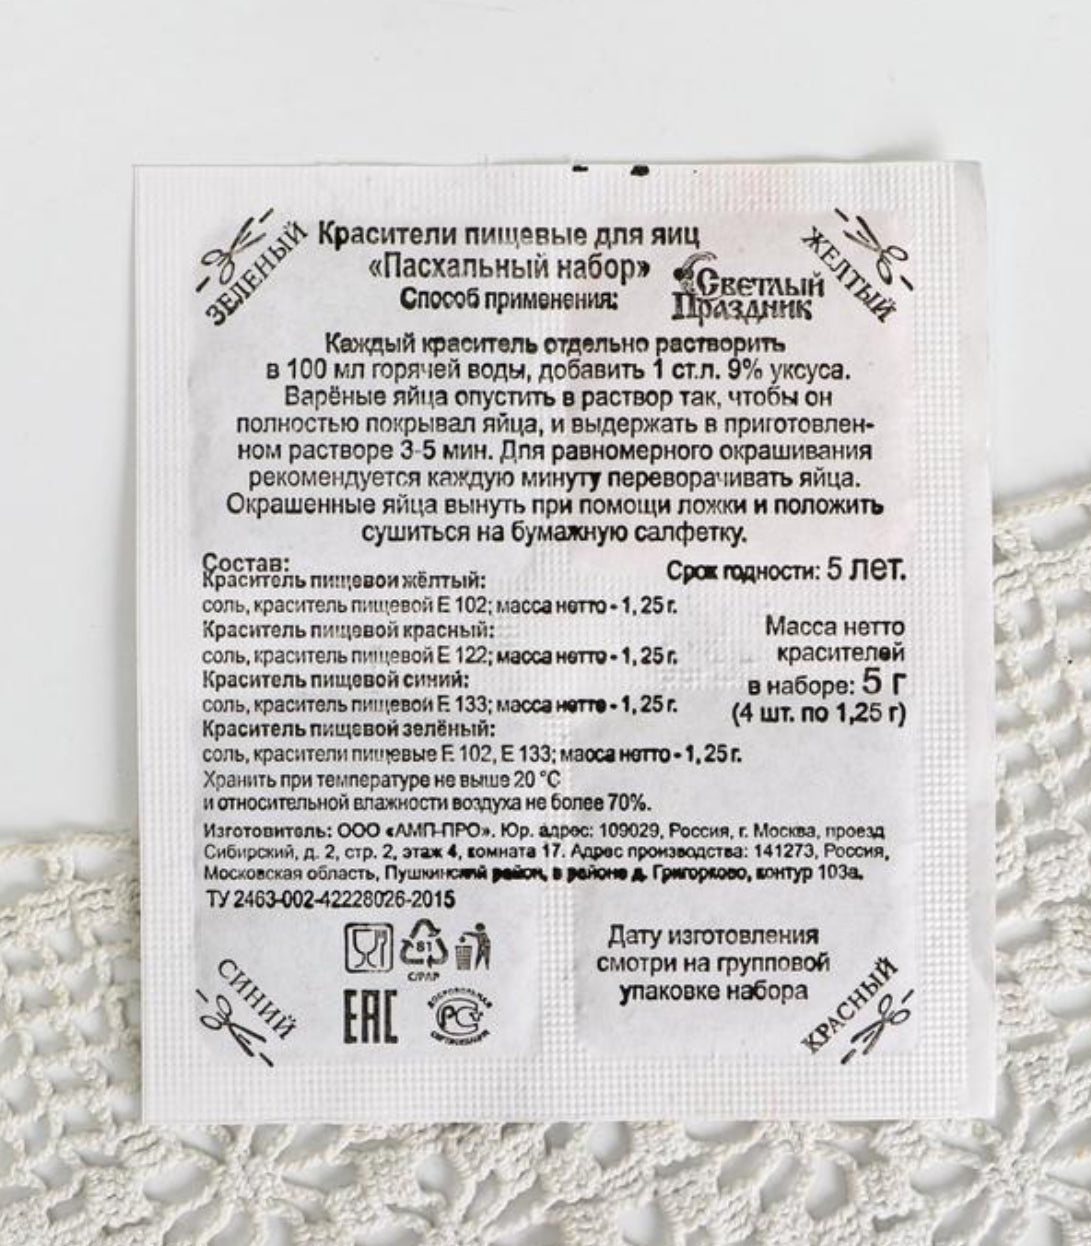 ЗЕЛЕНЫЙ
Красители пищевые для яиц
«Пасхальный набор»
Способ применения:
Светлый
Праздник
ЖЕЛТЫЙ
Каждый краситель отдельно растворить
в 100 мл горячей воды, добавить 1 ст.л. 9% уксуса.
Варёные яйца опустить в раствор так, чтобы он
полностью покрывал яйца, и выдержать в приготовлен-
ном растворе 3-5 мин. Для равномерного окрашивания
рекомендуется каждую минуту переворачивать яйца.
Окрашенные яйца вынуть при помощи ложки и положить
сушиться на бумажную салфетку.
Состав:
Краситель пищевой жёлтый:
соль, краситель пищевой Е 102; масса нетто - 1, 25 г.
Краситель пищевой красный:
соль, краситель пищевой Е 122; масса нетто - 1, 25 г.
Краситель пищевой синий:
соль, краситель пищевой Е 133; масса нетто - 1, 25 г.
Краситель пищевой зелёный:
соль, красители пищевые Е 102, Е 133; масса нетто - 1, 25 г.
Срок годности: 5 лет.
Масса нетто
красителей
в наборе: 5 г
(4 шт. по 1,25 г)
Хранить при температуре не выше 20 °С
и относительной влажности воздуха не более 70%.
Изготовитель: ООО «АМП-ПРО». Юр. адрес: 109029, Россия, г. Москва, проезд
Сибирский, д. 2, стр. 2, этаж 4, комната 17. Адрес производства: 141273, Россия,
Московская область, Пушкинский район, в районе д. Григорково, контур 103а.
ТУ 2463-002-42228026-2015
81
C/PAP
EAC
ДОБРОВОЛЬНАЯ
РСТ
СЕРТИФИКАЦИЯ
Дату изготовления
смотри на групповой
упаковке набора
СИНИЙ
КРАСНЫЙ